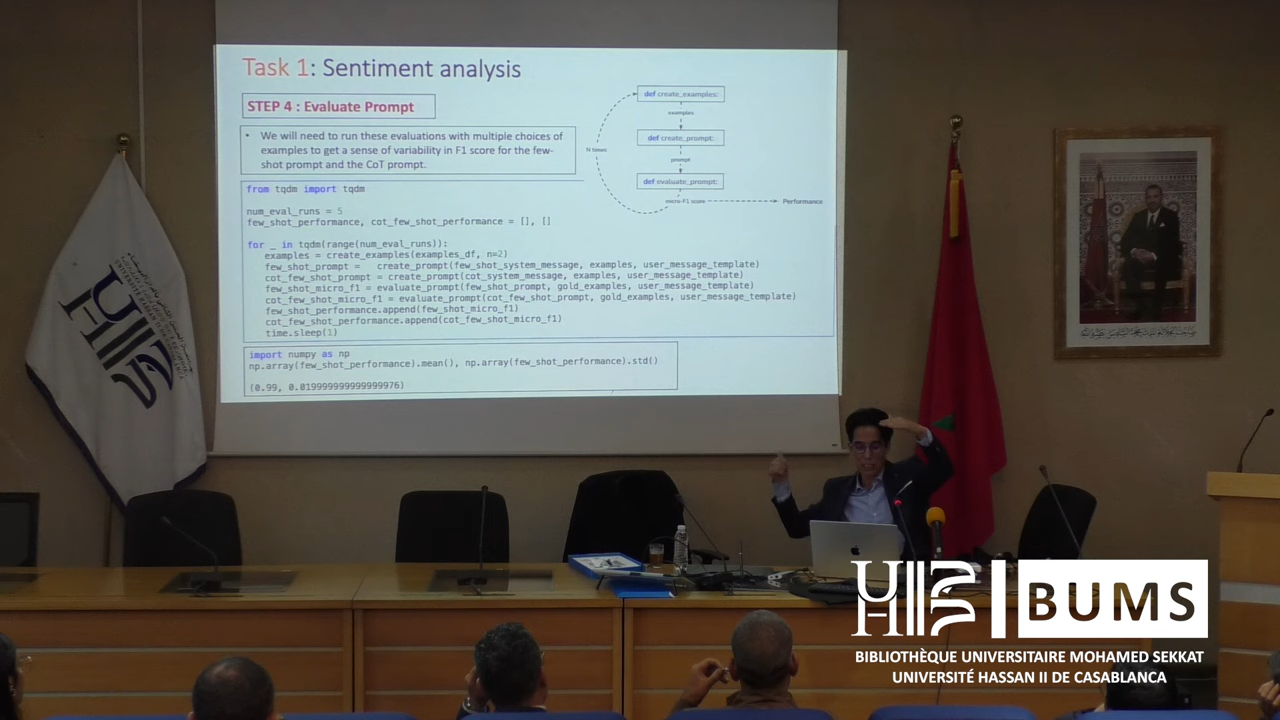 Task 1: Sentiment analysis
STEP 4 : Evaluate Prompt
• We will need to run these evaluations with multiple choices of
examples to get a sense of variability in F1 score for the few-
shot prompt and the CoT prompt.
def create_examples:
examples
def create_prompt:
prompt
def evaluate_prompt:
micro-F1 score
Performance
N times
from tqdm import tqdm
num_eval_runs = 5
few_shot_performance, cot_few_shot_performance = [], []
for _ in tqdm(range(num_eval_runs)):
examples = create_examples(examples_df, n=2)
few_shot_prompt = create_prompt(few_shot_system_message, examples, user_message_template)
cot_few_shot_prompt = create_prompt(cot_system_message, examples, user_message_template)
few_shot_micro_f1 = evaluate_prompt(few_shot_prompt, gold_examples, user_message_template)
cot_few_shot_micro_f1 = evaluate_prompt(cot_few_shot_prompt, gold_examples, user_message_template)
few_shot_performance.append(few_shot_micro_f1)
cot_few_shot_performance.append(cot_few_shot_micro_f1)
time.sleep(1)
import numpy as np
np.array(few_shot_performance).mean(), np.array(few_shot_performance).std()
(0.99, 0.019999999999999976)
BUMS
BIBLIOTHÈQUE UNIVERSITAIRE MOHAMED SEKKAT
UNIVERSITÉ HASSAN II DE CASABLANCA